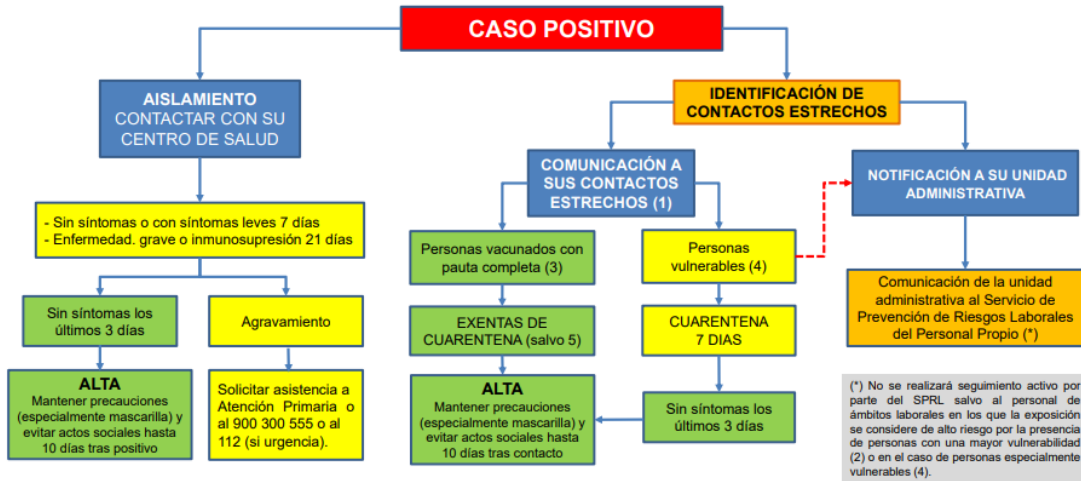 CASO POSITIVO
AISLAMIENTO
CONTACTAR CON SU
CENTRO DE SALUD
- Sin síntomas o con síntomas leves 7 días
- Enfermedad. grave o inmunosupresión 21 días
Sin síntomas los
últimos 3 días
Agravamiento
ALTA
Mantener precauciones
(especialmente mascarilla) y
evitar actos sociales hasta
10 días tras positivo
Solicitar asistencia a
Atención Primaria o
al 900 300 555 o al
112 (si urgencia).
IDENTIFICACIÓN DE
CONTACTOS ESTRECHOS
COMUNICACIÓN A
SUS CONTACTOS
ESTRECHOS (1)
Personas vacunados con
pauta completa (3)
EXENTAS DE
CUARENTENA (salvo 5)
ALTA
Mantener precauciones
(especialmente mascarilla) y
evitar actos sociales hasta
10 días tras contacto
Personas
vulnerables (4)
CUARENTENA
7 DIAS
Sin síntomas los
últimos 3 días
NOTIFICACIÓN A SU UNIDAD
ADMINISTRATIVA
Comunicación de la unidad
administrativa al Servicio de
Prevención de Riesgos Laborales
del Personal Propio (*)
(*) No se realizará seguimiento activo por
parte del SPRL salvo al personal de
ámbitos laborales en los que la exposición
se considere de alto riesgo por la presencia
de personas con una mayor vulnerabilidad
(2) o en el caso de personas especialmente
vulnerables (4).